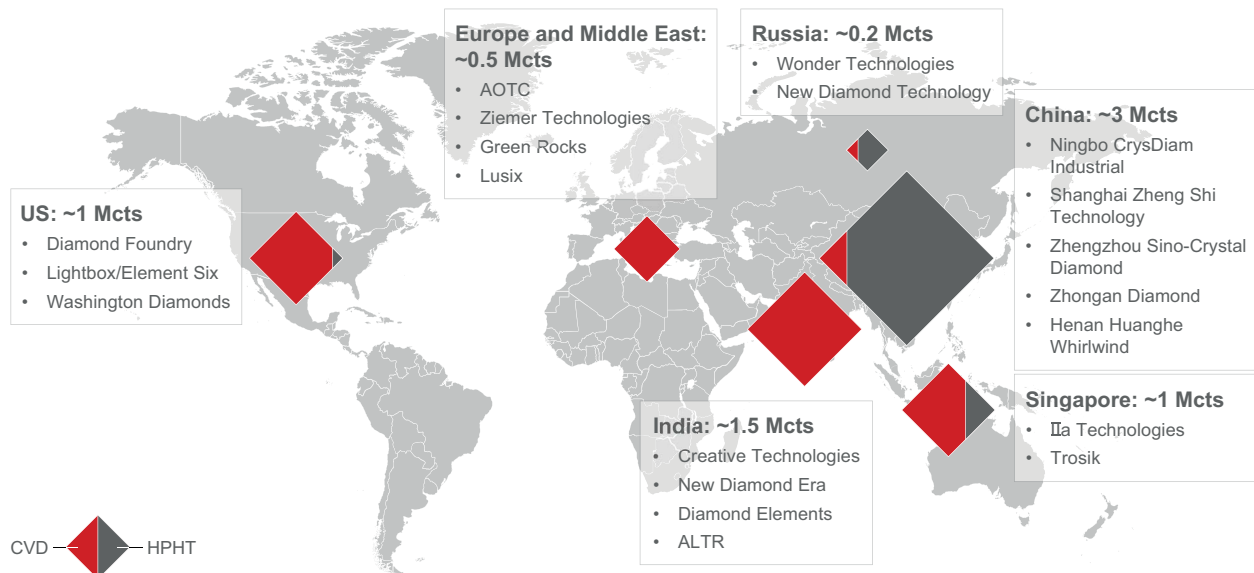 Europe and Middle East:
~0.5 Mcts
• AOTC
• Ziemer Technologies
• Green Rocks
• Lusix
Russia: ~0.2 Mcts
• Wonder Technologies
• New Diamond Technology
China: ~3 Mcts
• Ningbo CrysDiam
Industrial
• Shanghai Zheng Shi
Technology
• Zhengzhou Sino-Crystal
Diamond
• Zhongan Diamond
• Henan Huanghe
Whirlwind
US: ~1 Mcts
• Diamond Foundry
• Lightbox/Element Six
• Washington Diamonds
India: ~1.5 Mcts
• Creative Technologies
• New Diamond Era
• Diamond Elements
• ALTR
Singapore: ~1 Mcts
• Ⅱa Technologies
• Trosik
CVD HPHT